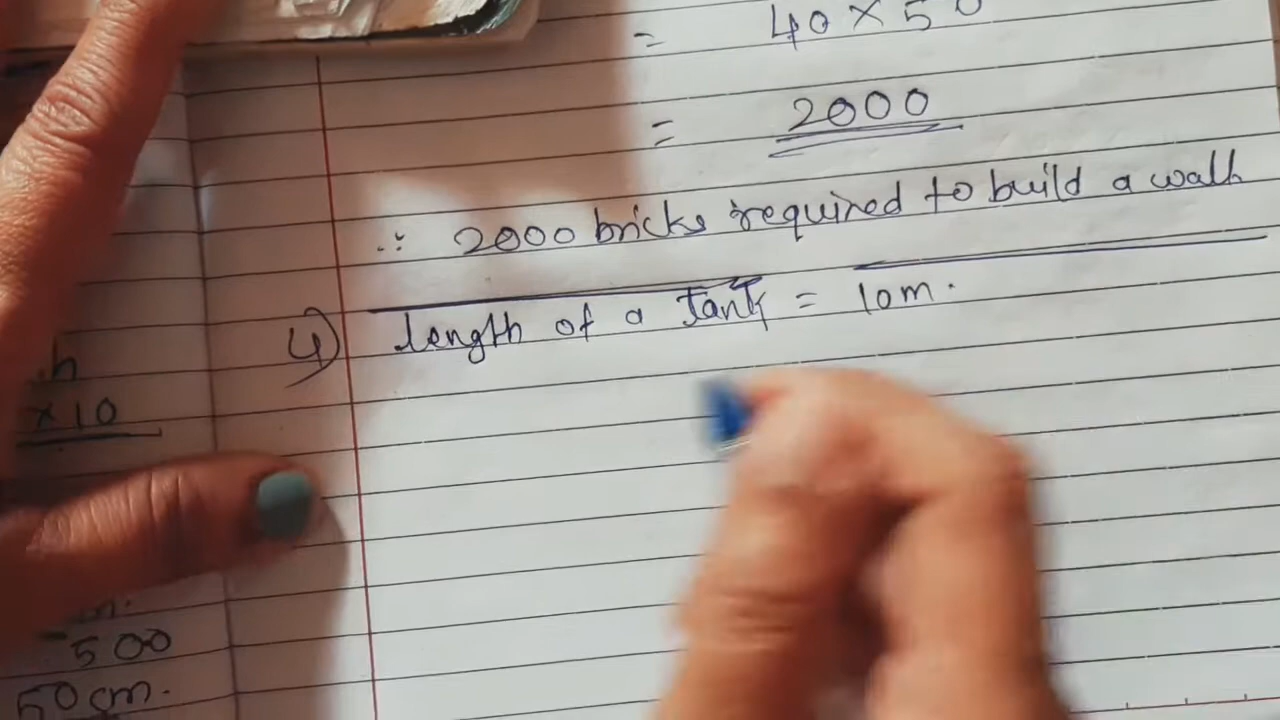 = 40 × 50
= 2000
∴ 2000 bricks required to build a wall
4) length of a tank = 10m.
h
× 10
m.
500
50cm.